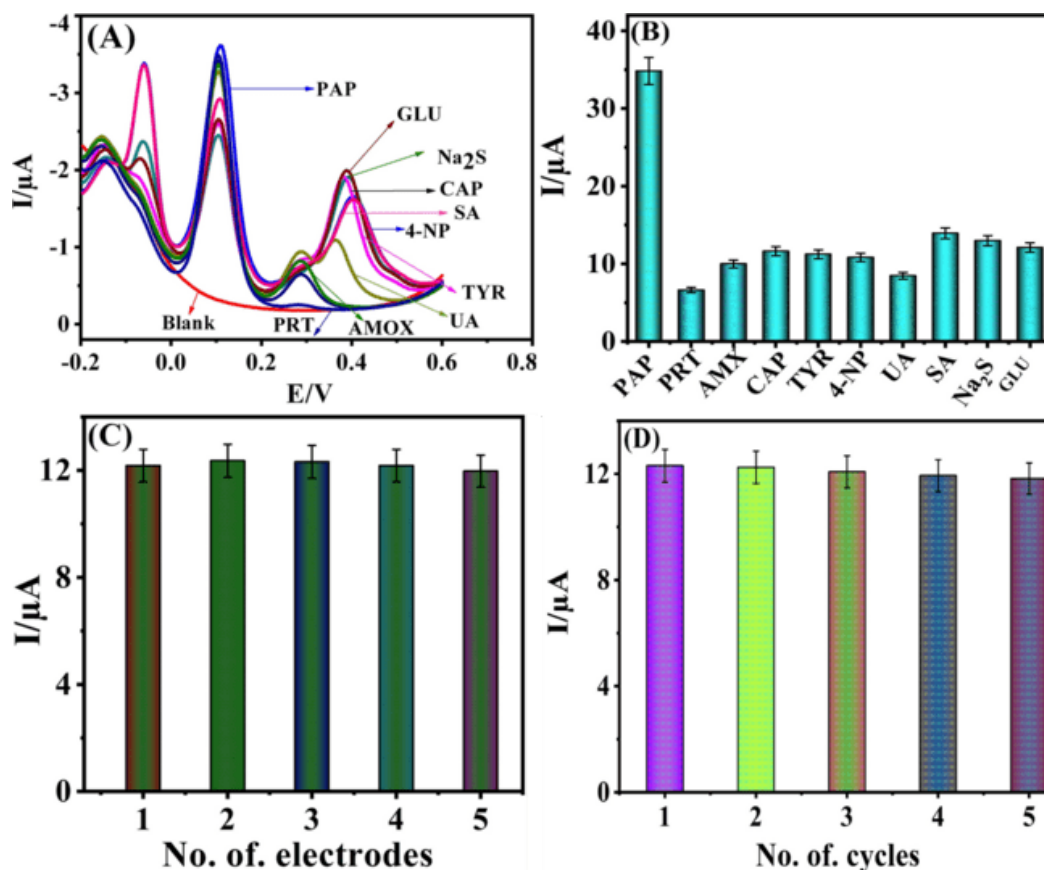 (A)
I/µA
-4
-3
-2
-1
0
-0.2
0.0
0.2
0.4
0.6
0.8
E/V
PAP
GLU
Na2S
CAP
SA
4-NP
TYR
UA
AMOX
PRT
Blank
(B)
I/µA
40
30
20
10
0
PAP
PRT
AMX
CAP
TYR
4-NP
UA
SA
Na2S
GLU
(C)
I/µA
12
8
4
0
1 2 3 4 5
No. of. electrodes
(D)
I/µA
12
8
4
0
1 2 3 4 5
No. of. cycles